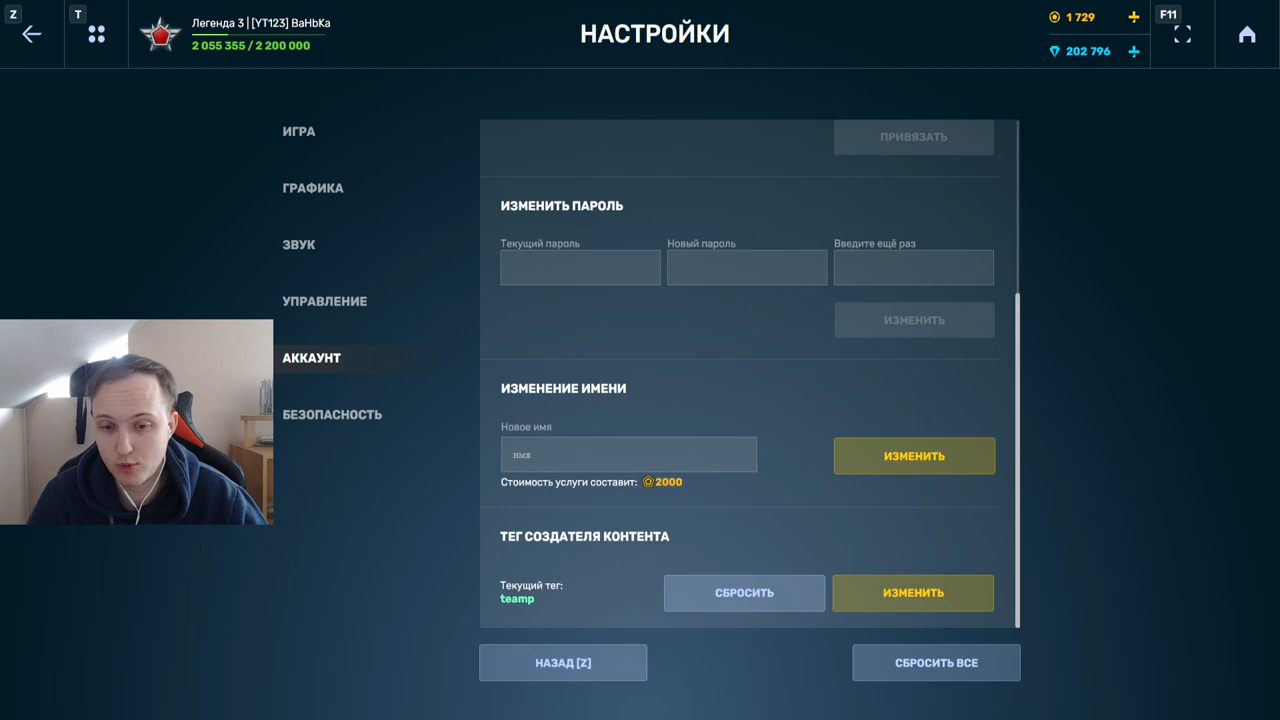 Z
T
Легенда 3 | [YT123] BaHbKa
2 055 355 / 2 200 000
НАСТРОЙКИ
1 729
202 796
F11
ИГРА
ГРАФИКА
ЗВУК
УПРАВЛЕНИЕ
АККАУНТ
БЕЗОПАСНОСТЬ
ПРИВЯЗАТЬ
ИЗМЕНИТЬ ПАРОЛЬ
Текущий пароль
Новый пароль
Введите ещё раз
ИЗМЕНИТЬ
ИЗМЕНЕНИЕ ИМЕНИ
Новое имя
имя
ИЗМЕНИТЬ
Стоимость услуги составит: 2000
ТЕГ СОЗДАТЕЛЯ КОНТЕНТА
Текущий тег:
teamp
СБРОСИТЬ
ИЗМЕНИТЬ
НАЗАД [Z]
СБРОСИТЬ ВСЕ